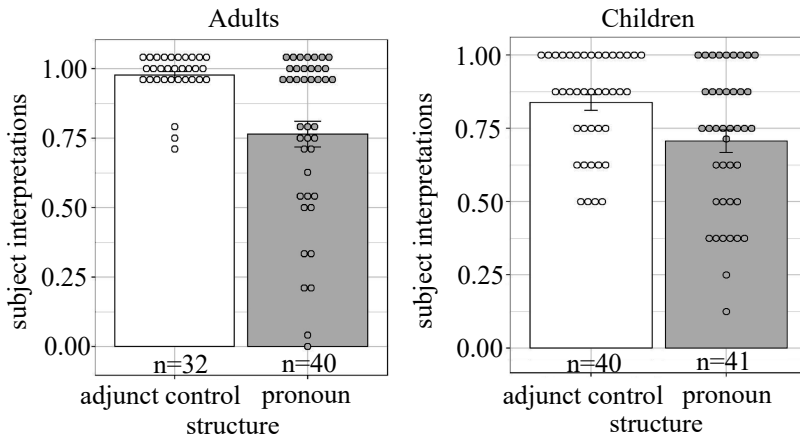 Adults
subject interpretations
1.00
0.75
0.50
0.25
0.00
n=32 n=40
adjunct control pronoun
structure
Children
subject interpretations
1.00
0.75
0.50
0.25
0.00
n=40 n=41
adjunct control pronoun
structure